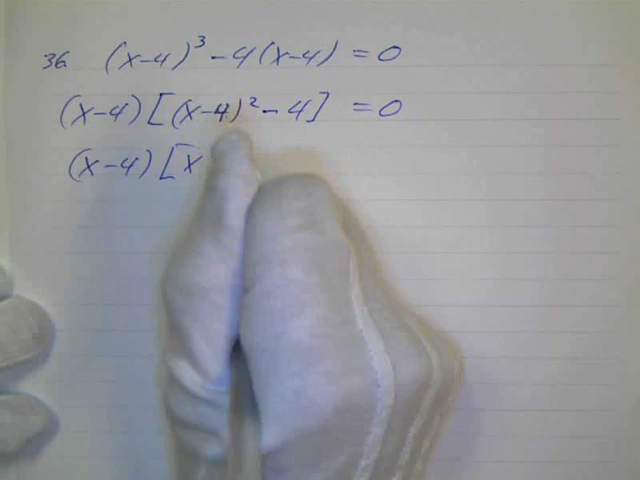 36. (x-4)³ - 4(x-4) = 0
(x-4)[(x-4)² - 4] = 0
(x-4)[x